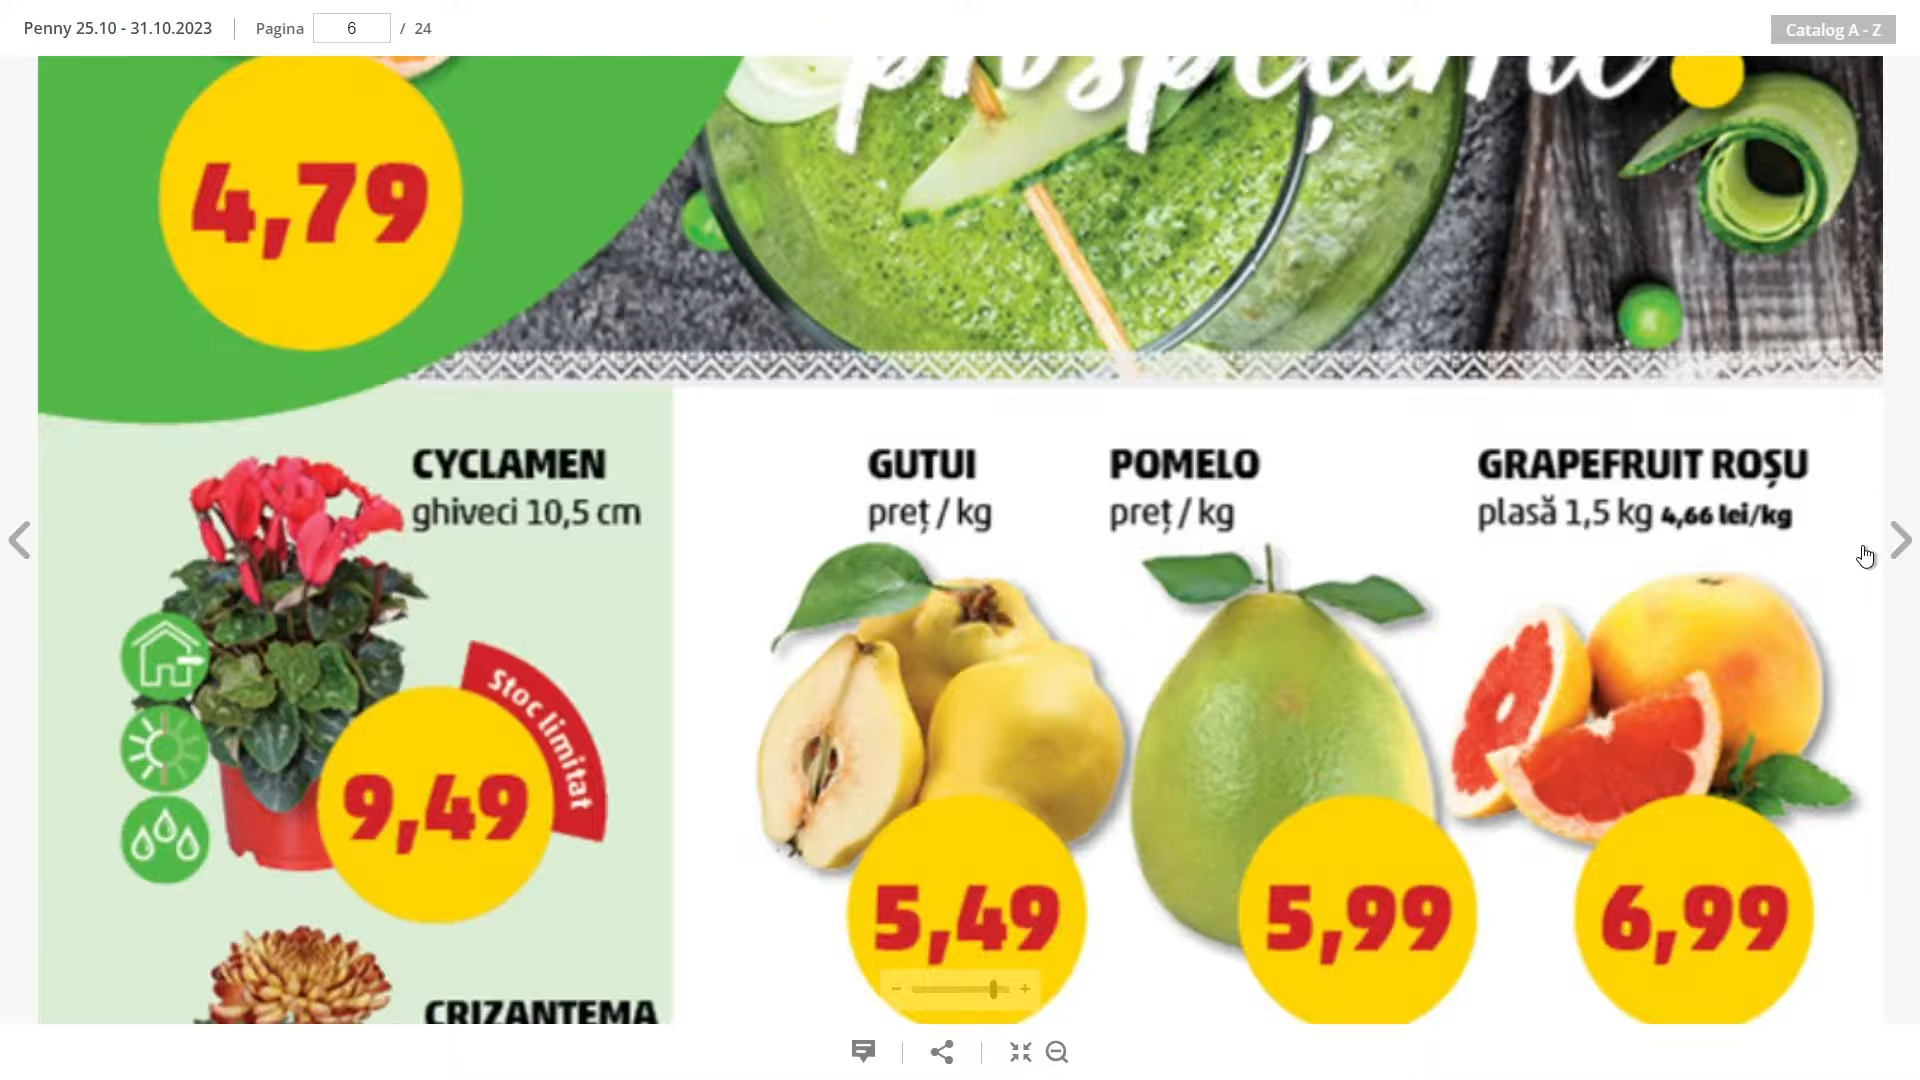 Penny 25.10 - 31.10.2023
Pagina 6 / 24
Catalog A - Z
prospețimii
4,79
CYCLAMEN
ghiveci 10,5 cm
Stoc limitat
9,49
CRIZANTEMA
GUTUI
preț / kg
5,49
POMELO
preț / kg
5,99
GRAPEFRUIT ROȘU
plasă 1,5 kg 4,66 lei/kg
6,99